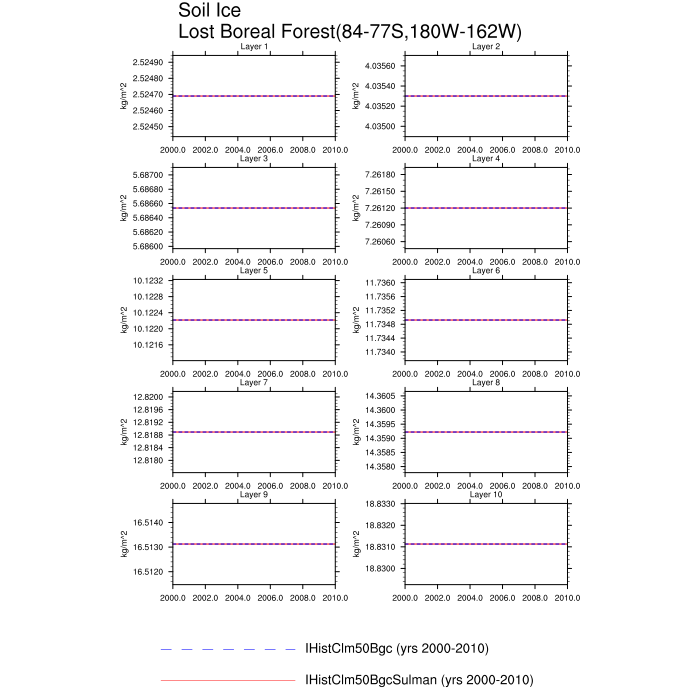 Soil Ice
Lost Boreal Forest(84-77S,180W-162W)
Layer 1
2.52490
2.52480
2.52470
2.52460
2.52450
kg/m^2
2000.0 2002.0 2004.0 2006.0 2008.0 2010.0
Layer 2
4.03560
4.03540
4.03520
4.03500
kg/m^2
2000.0 2002.0 2004.0 2006.0 2008.0 2010.0
Layer 3
5.68700
5.68680
5.68660
5.68640
5.68620
5.68600
kg/m^2
2000.0 2002.0 2004.0 2006.0 2008.0 2010.0
Layer 4
7.26180
7.26150
7.26120
7.26090
7.26060
kg/m^2
2000.0 2002.0 2004.0 2006.0 2008.0 2010.0
Layer 5
10.1232
10.1228
10.1224
10.1220
10.1216
kg/m^2
2000.0 2002.0 2004.0 2006.0 2008.0 2010.0
Layer 6
11.7360
11.7356
11.7352
11.7348
11.7344
11.7340
kg/m^2
2000.0 2002.0 2004.0 2006.0 2008.0 2010.0
Layer 7
12.8200
12.8196
12.8192
12.8188
12.8184
12.8180
kg/m^2
2000.0 2002.0 2004.0 2006.0 2008.0 2010.0
Layer 8
14.3605
14.3600
14.3595
14.3590
14.3585
14.3580
kg/m^2
2000.0 2002.0 2004.0 2006.0 2008.0 2010.0
Layer 9
16.5140
16.5130
16.5120
kg/m^2
2000.0 2002.0 2004.0 2006.0 2008.0 2010.0
Layer 10
18.8330
18.8320
18.8310
18.8300
kg/m^2
2000.0 2002.0 2004.0 2006.0 2008.0 2010.0
IHistClm50Bgc (yrs 2000-2010)
IHistClm50BgcSulman (yrs 2000-2010)